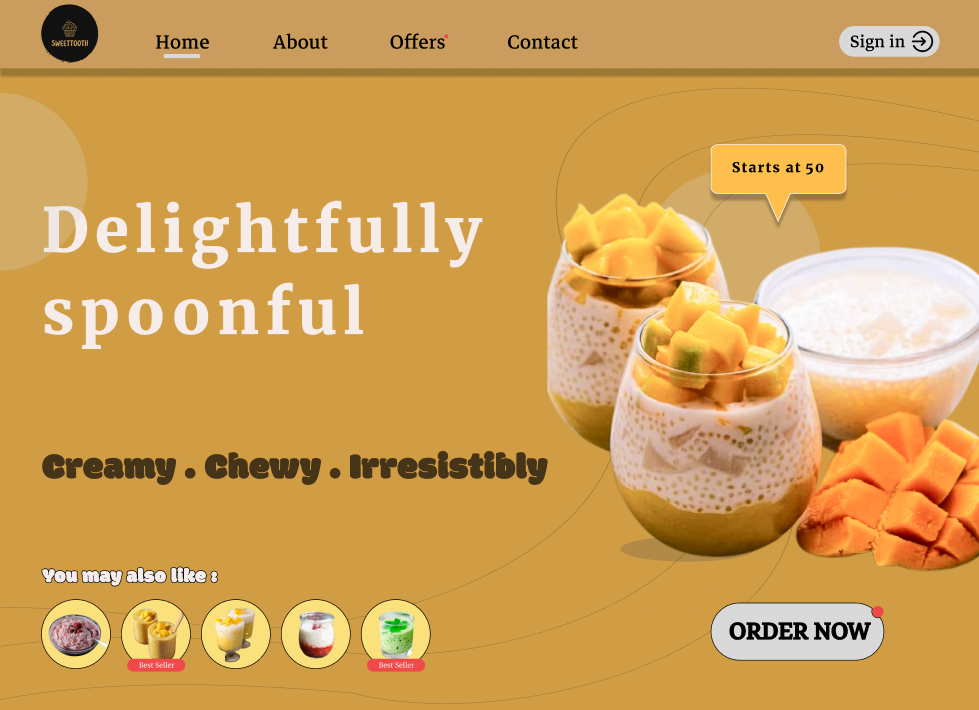 SWEETTOOTH
Home
About
Offers
Contact
Sign in
Starts at 50
Delightfully
spoonful
Creamy . Chewy . Irresistibly
You may also like :
Best Seller
Best Seller
ORDER NOW